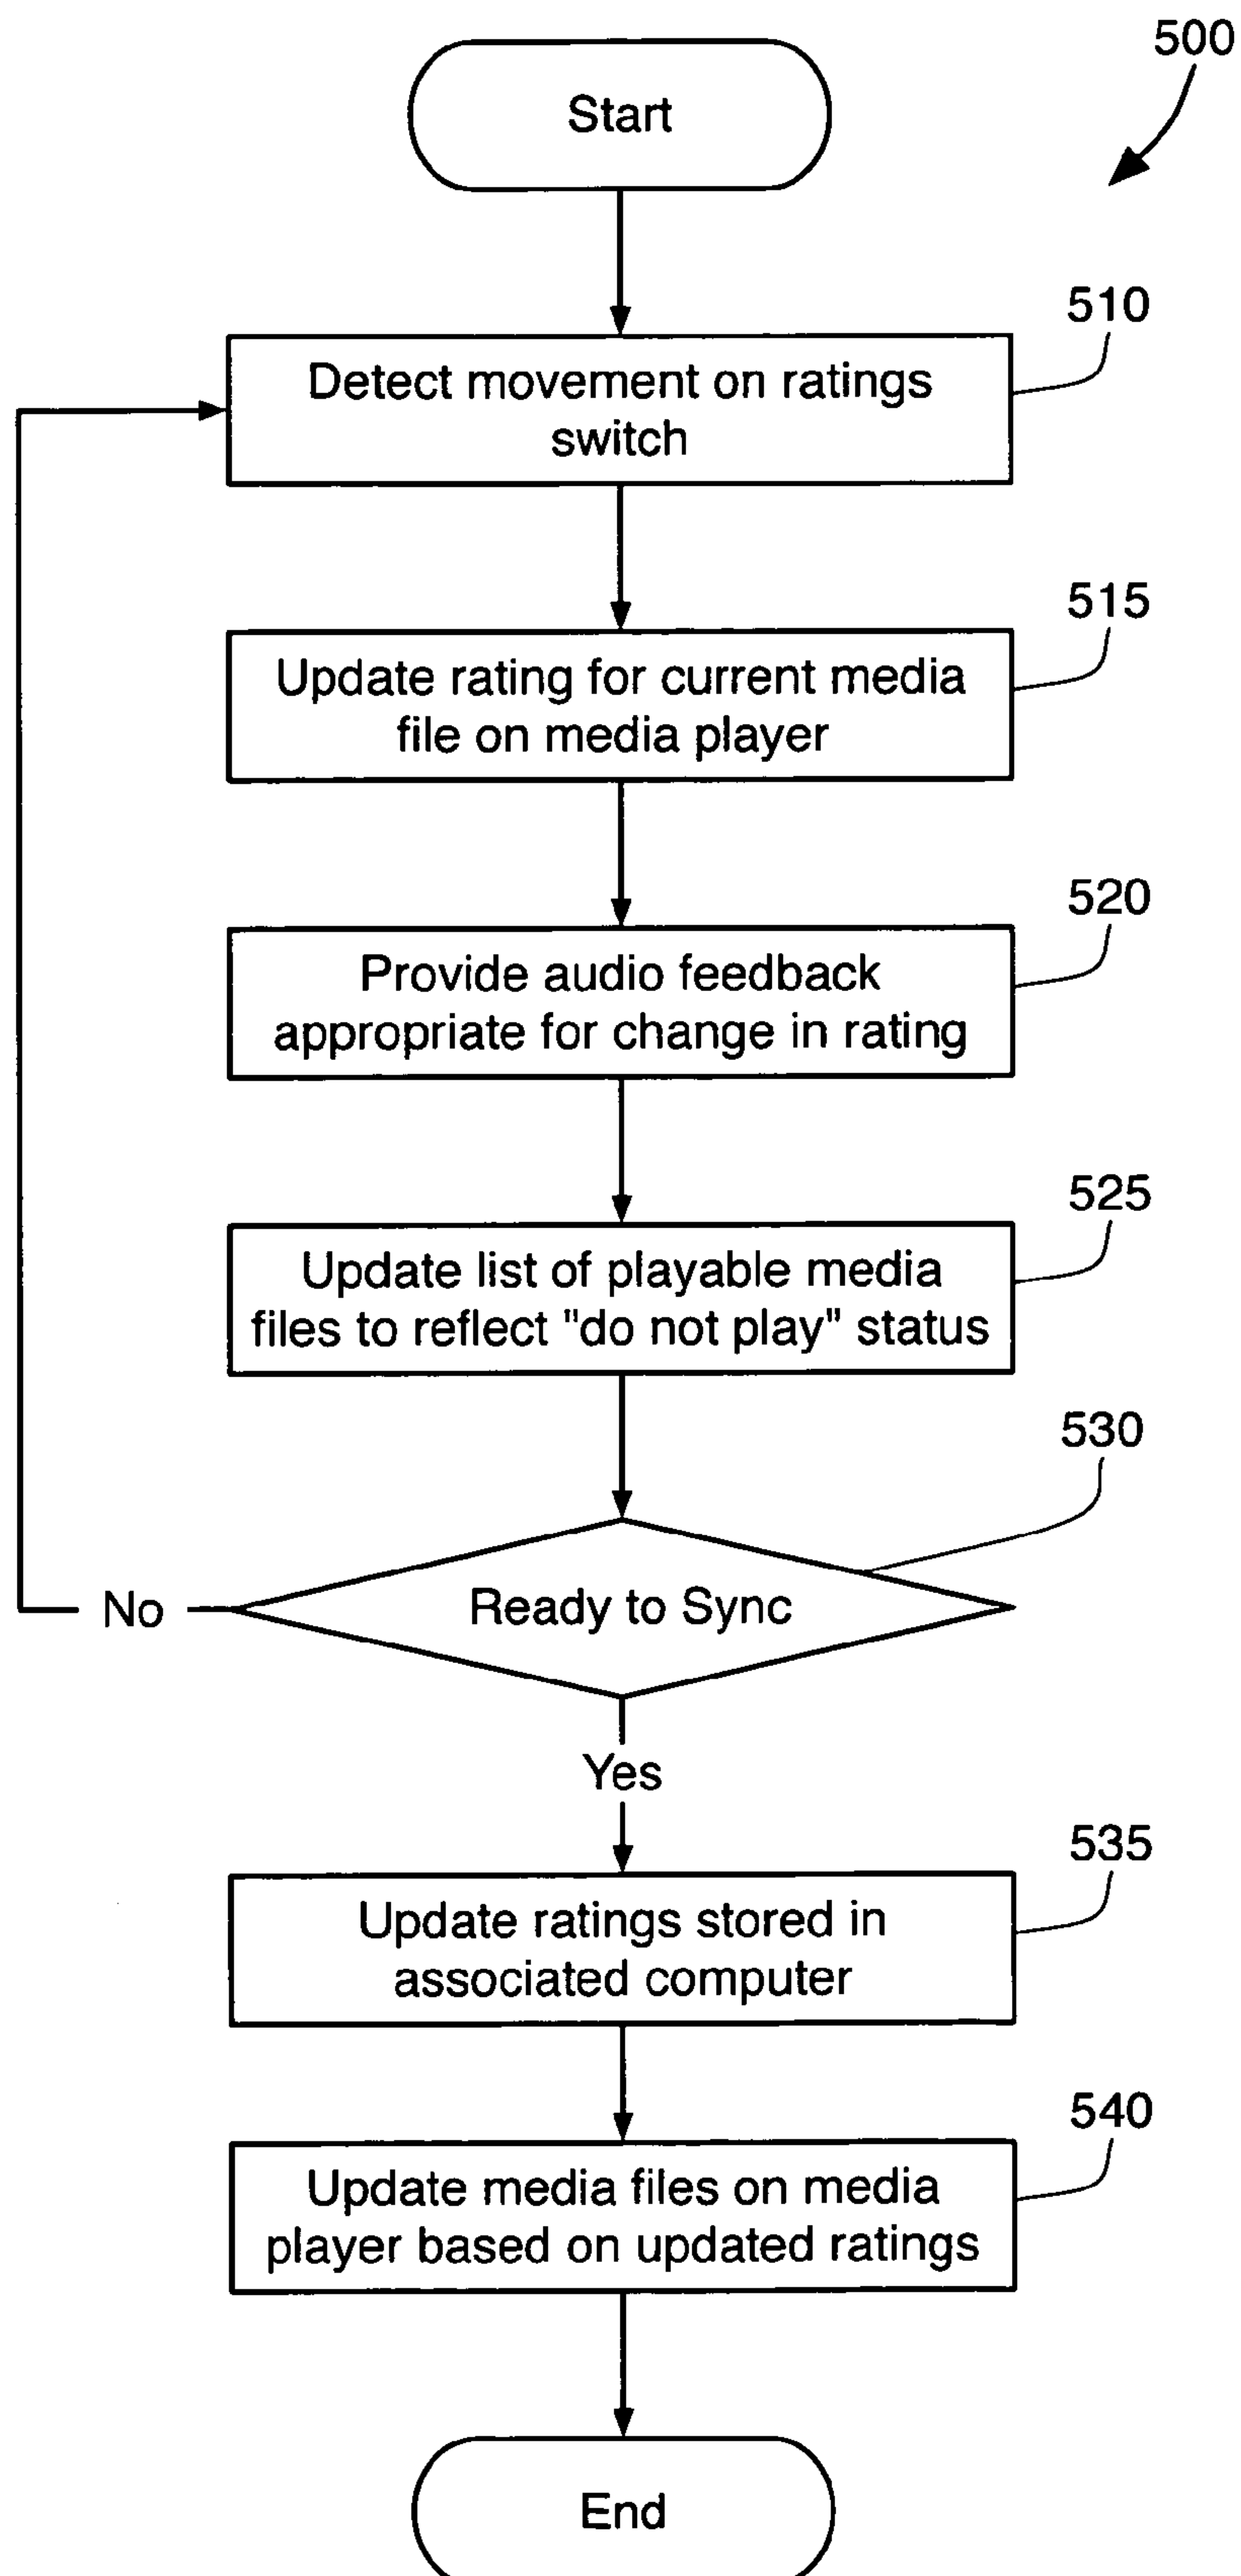 500
Start
510
Detect movement on ratings
switch
515
Update rating for current media
file on media player
520
Provide audio feedback
appropriate for change in rating
525
Update list of playable media
files to reflect "do not play" status
530
Ready to Sync
No
Yes
535
Update ratings stored in
associated computer
540
Update media files on media
player based on updated ratings
End